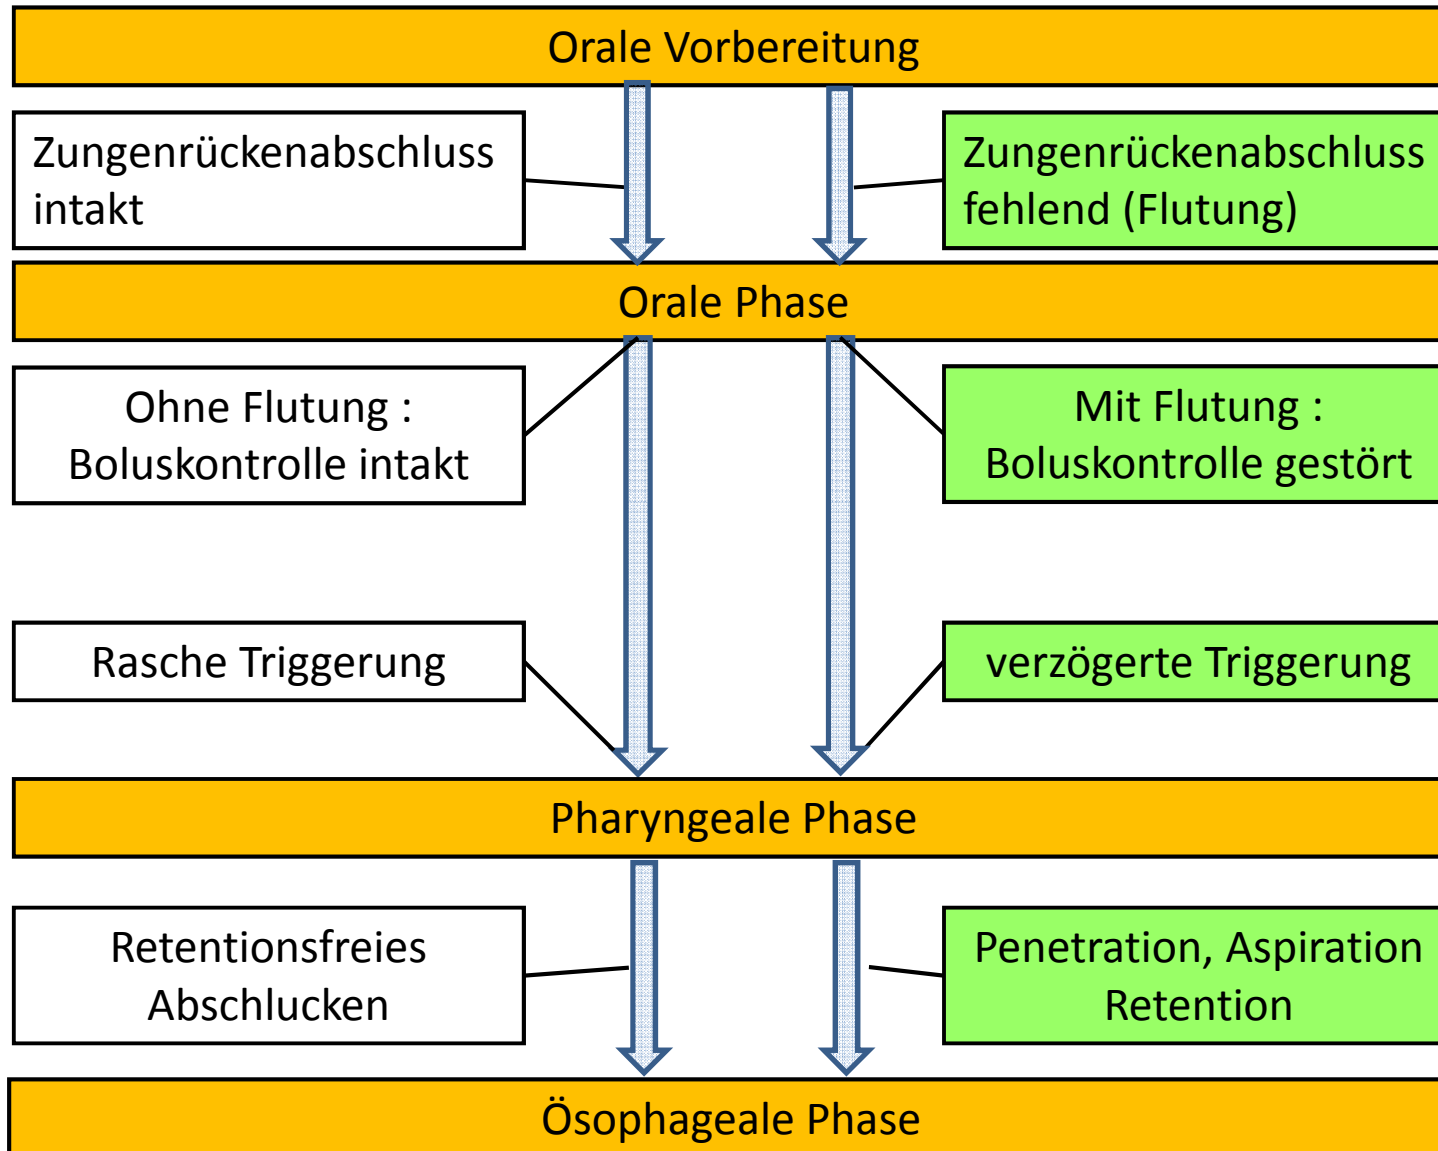 Orale Vorbereitung
Zungenrückenabschluss
intakt
Zungenrückenabschluss
fehlend (Flutung)
Orale Phase
Ohne Flutung :
Boluskontrolle intakt
Mit Flutung :
Boluskontrolle gestört
Rasche Triggerung
verzögerte Triggerung
Pharyngeale Phase
Retentionsfreies
Abschlucken
Penetration, Aspiration
Retention
Ösophageale Phase